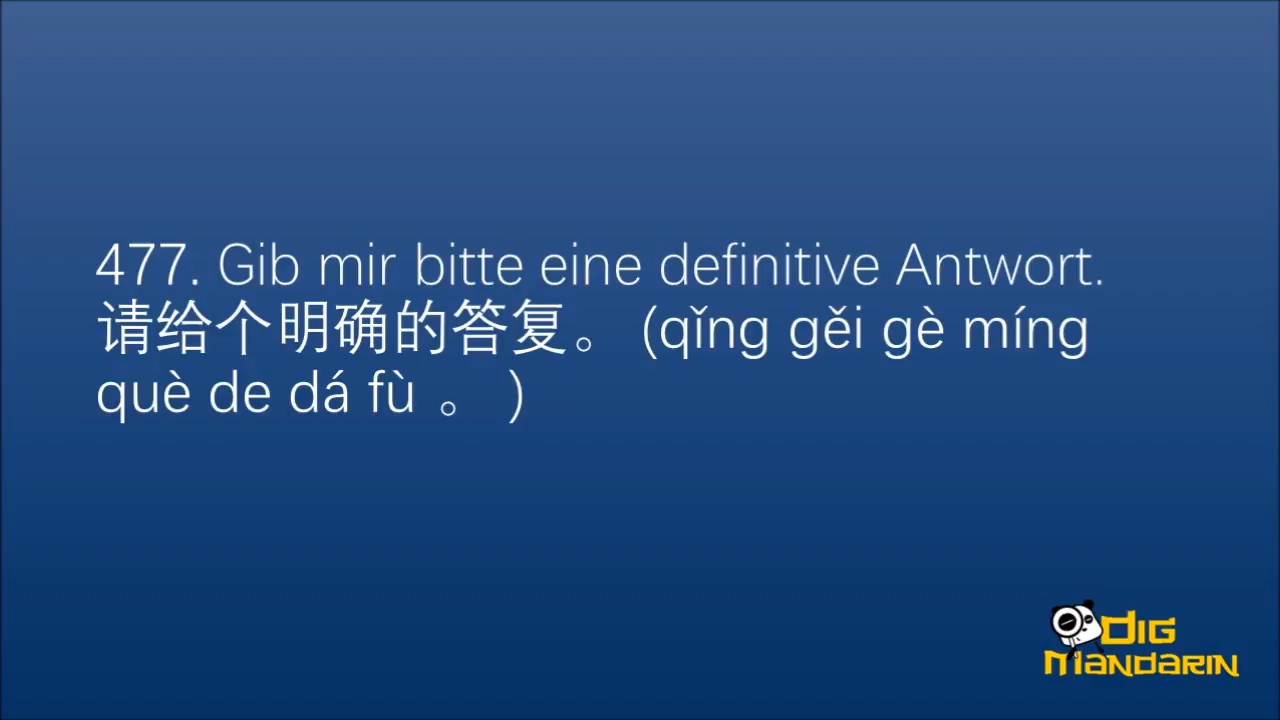 477. Gib mir bitte eine definitive Antwort.
请给个明确的答复。 (qǐng gěi gè míng
què de dá fù 。 )
DIG
MANDARIN